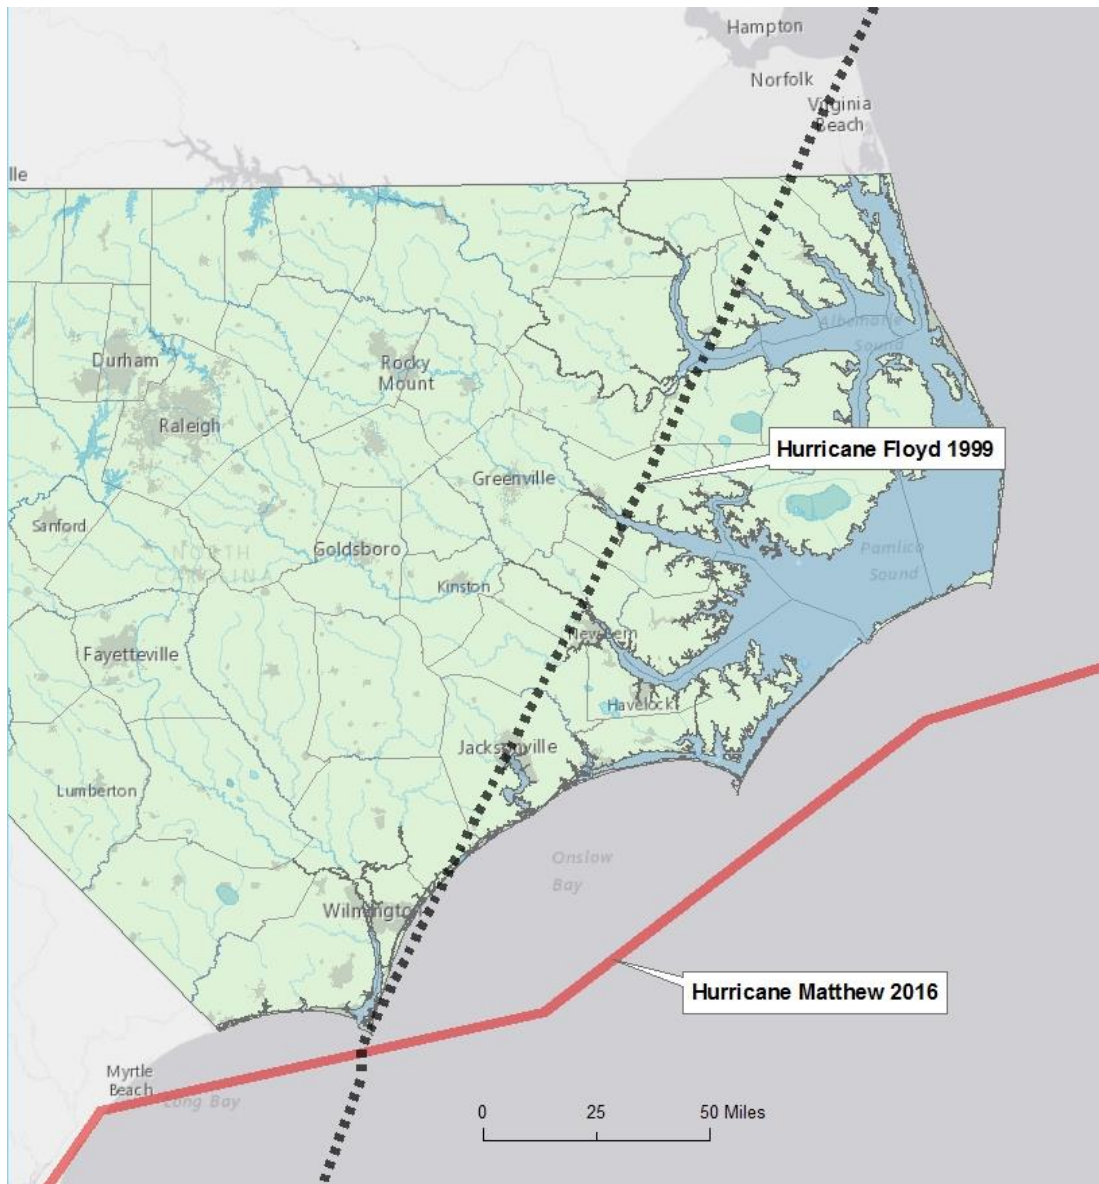 Hampton
Norfolk
Virginia
Beach
lle
Durham
Rocky
Mount
Raleigh
Albemarle
Sound
Hurricane Floyd 1999
Greenville
Sanford
NORTH
CAROLINA
Goldsboro
Kinston
Pamlico
Sound
New Bern
Fayetteville
Havelock
Jacksonville
Lumberton
Onslow
Bay
Wilmington
Hurricane Matthew 2016
Myrtle
Beach
Long Bay
0 25 50 Miles